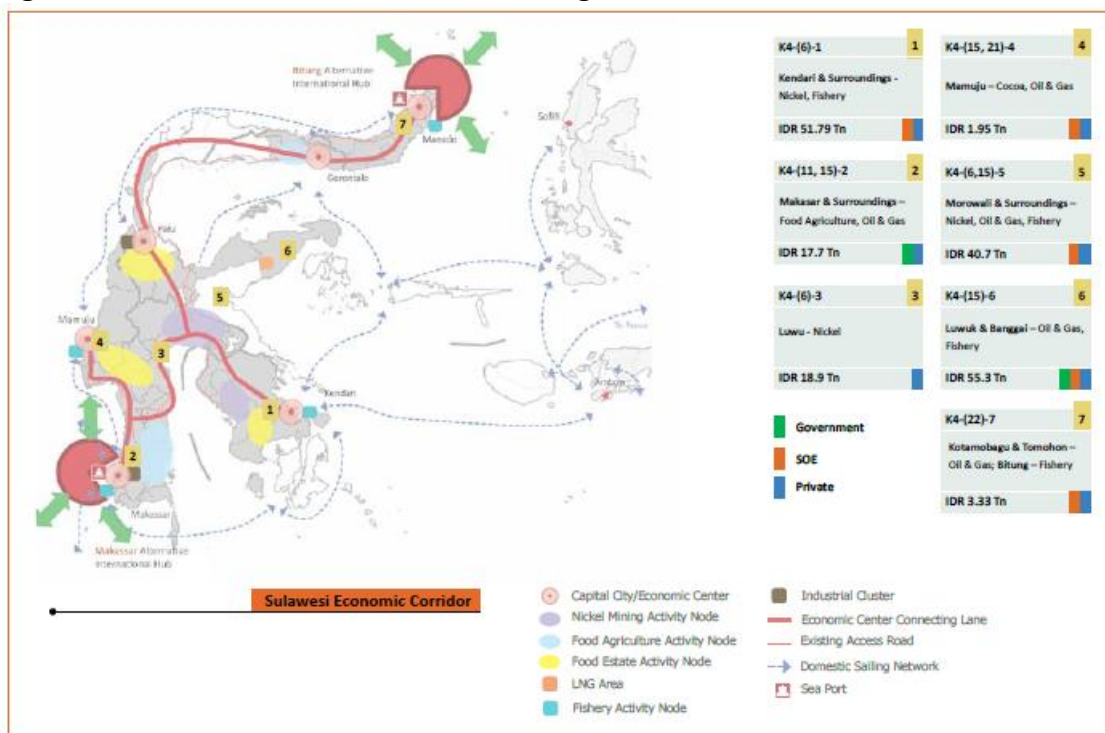 Bitung Alternative
International Hub
7
Manado
Sofifi
Gorontalo
Palu
6
5
Mamuju
4
3
Kendari
1
Ambon
2
Makassar
Makassar Alternative
International Hub
Sulawesi Economic Corridor
K4-(6)-1 1
Kendari & Surroundings -
Nickel, Fishery
IDR 51.79 Tn
K4-(15, 21)-4 4
Mamuju – Cocoa, Oil & Gas
IDR 1.95 Tn
K4-(11, 15)-2 2
Makasar & Surroundings –
Food Agriculture, Oil & Gas
IDR 17.7 Tn
K4-(6,15)-5 5
Morowali & Surroundings –
Nickel, Oil & Gas, Fishery
IDR 40.7 Tn
K4-(6)-3 3
Luwu - Nickel
IDR 18.9 Tn
K4-(15)-6 6
Luwuk & Banggai – Oil & Gas,
Fishery
IDR 55.3 Tn
K4-(22)-7 7
Kotamobagu & Tomohon –
Oil & Gas; Bitung – Fishery
IDR 3.33 Tn
Government
SOE
Private
Capital City/Economic Center
Nickel Mining Activity Node
Food Agriculture Activity Node
Food Estate Activity Node
LNG Area
Fishery Activity Node
Industrial Cluster
Economic Center Connecting Lane
Existing Access Road
Domestic Sailing Network
Sea Port